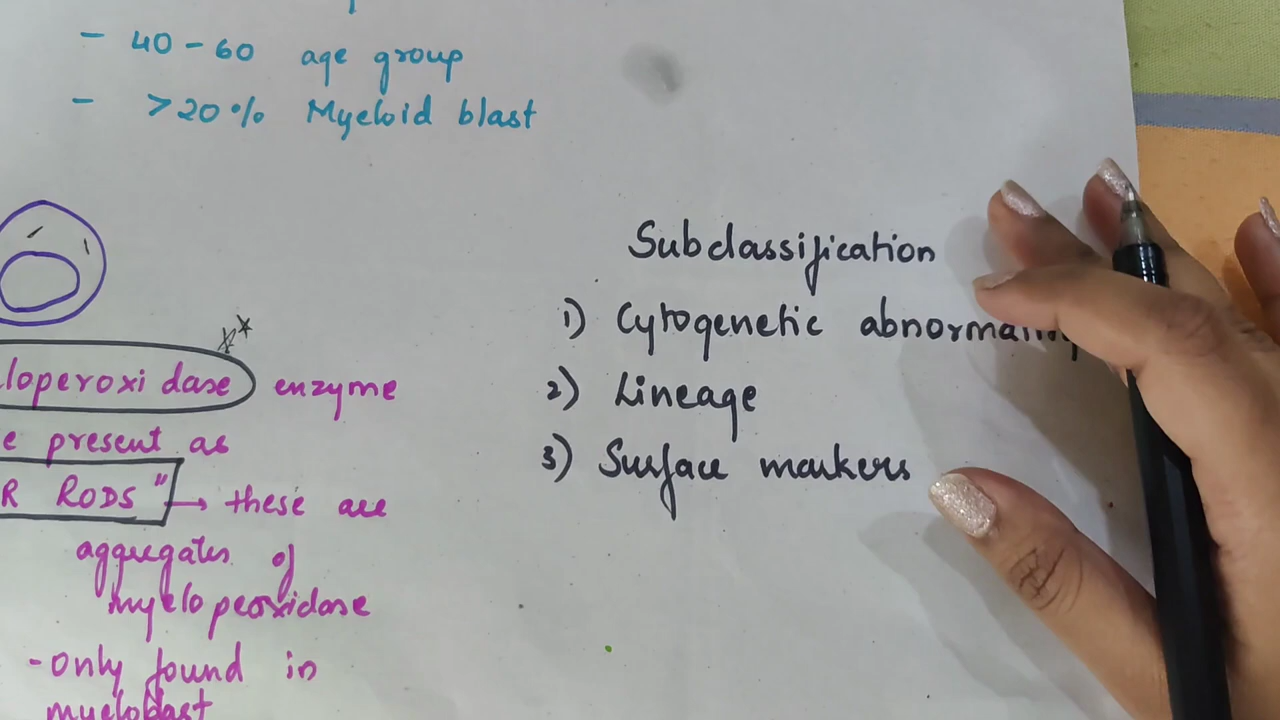 - 40-60 age group
- >20% Myeloid blast
Subclassification
1) Cytogenetic abnormality
2) Lineage
3) Surface markers
loperoxidase enzyme
e present as
R RODS" → these are
aggregates of
myeloperoxidase
- only found in
myeloblast